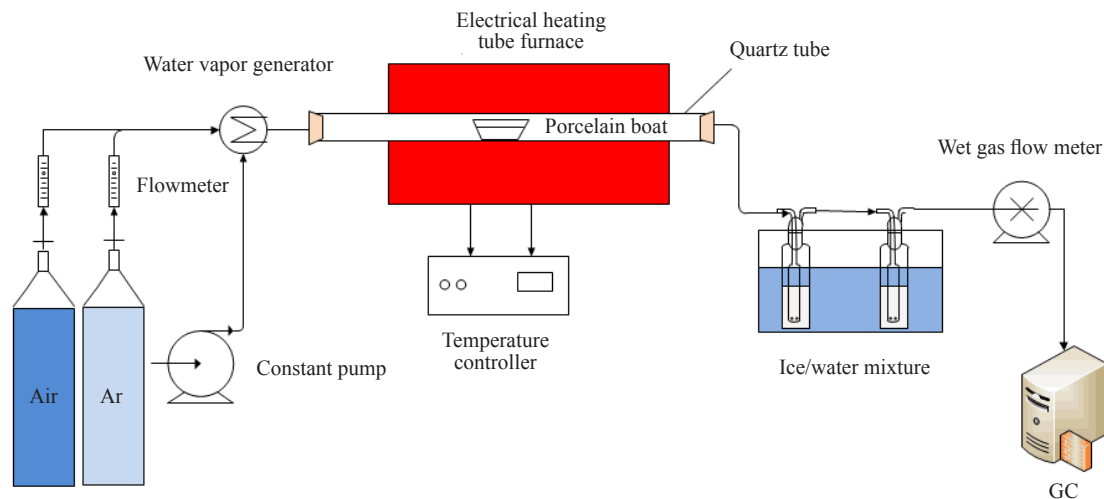 Electrical heating
tube furnace
Quartz tube
Water vapor generator
Porcelain boat
Wet gas flow meter
Flowmeter
Temperature
controller
Constant pump
Ice/water mixture
Air
Ar
GC